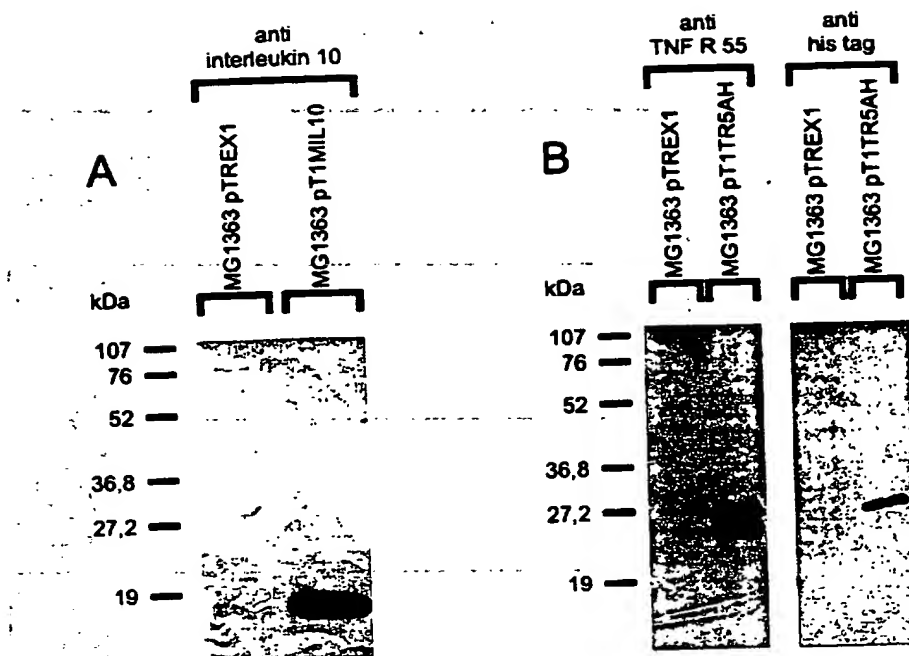 anti
interleukin 10
A
MG1363 pTREX1
MG1363 pT1MIL10
kDa
107
76
52
36,8
27,2
19
anti
TNF R 55
anti
his tag
B
MG1363 pTREX1
MG1363 pT1TR5AH
MG1363 pTREX1
MG1363 pT1TR5AH
kDa
107
76
52
36,8
27,2
19